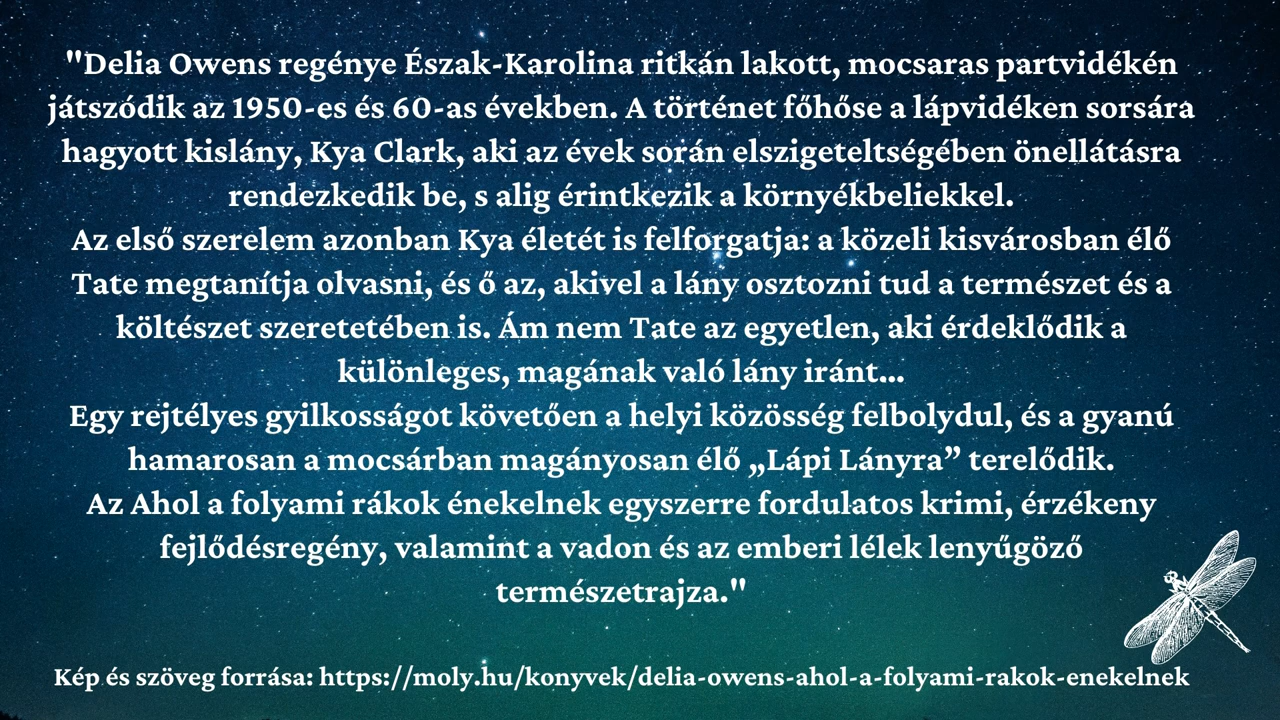 "Delia Owens regénye Észak-Karolina ritkán lakott, mocsaras partvidékén
játszódik az 1950-es és 60-as években. A történet főhőse a lápvidéken sorsára
hagyott kislány, Kya Clark, aki az évek során elszigeteltségében önellátásra
rendezkedik be, s alig érintkezik a környékbeliekkel.
Az első szerelem azonban Kya életét is felforgatja: a közeli kisvárosban élő
Tate megtanítja olvasni, és ő az, akivel a lány osztozni tud a természet és a
költészet szeretetében is. Ám nem Tate az egyetlen, aki érdeklődik a
különleges, magának való lány iránt...
Egy rejtélyes gyilkosságot követően a helyi közösség felbolydul, és a gyanú
hamarosan a mocsárban magányosan élő „Lápi Lányra” terelődik.
Az Ahol a folyami rákok énekelnek egyszerre fordulatos krimi, érzékeny
fejlődésregény, valamint a vadon és az emberi lélek lenyűgöző
természetrajza."
Kép és szöveg forrása: https://moly.hu/konyvek/delia-owens-ahol-a-folyami-rakok-enekelnek